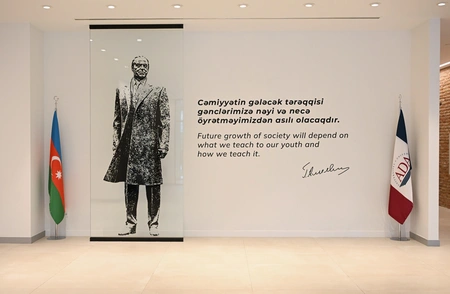 Cəmiyyətin gələcək tərəqqisi
gənclərimizə nəyi və necə
öyrətməyimizdən asılı olacaqdır.
Future growth of society will depend on
what we teach to our youth and
how we teach it.
ADA